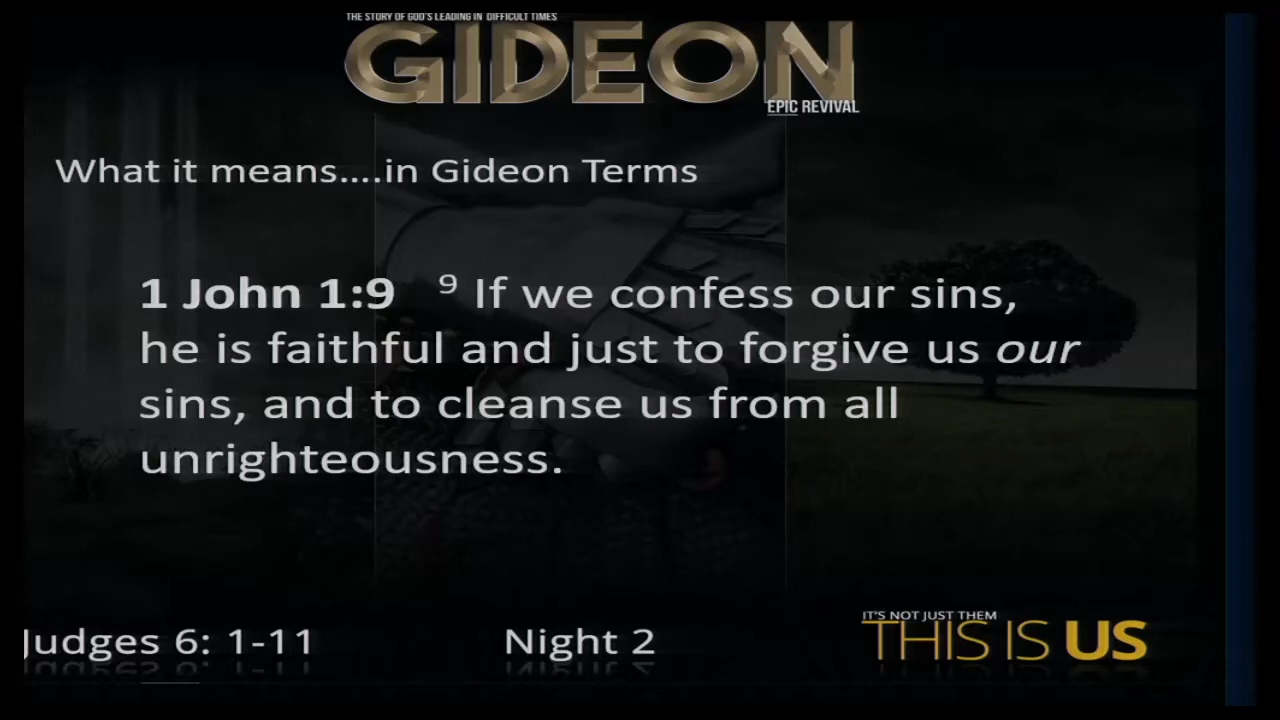 THE STORY OF GOD'S LEADING IN DIFFICULT TIMES
GIDEON
EPIC REVIVAL
What it means....in Gideon Terms
1 John 1:9 9 If we confess our sins,
he is faithful and just to forgive us our
sins, and to cleanse us from all
unrighteousness.
Judges 6: 1-11
Night 2
IT'S NOT JUST THEM
THIS IS US